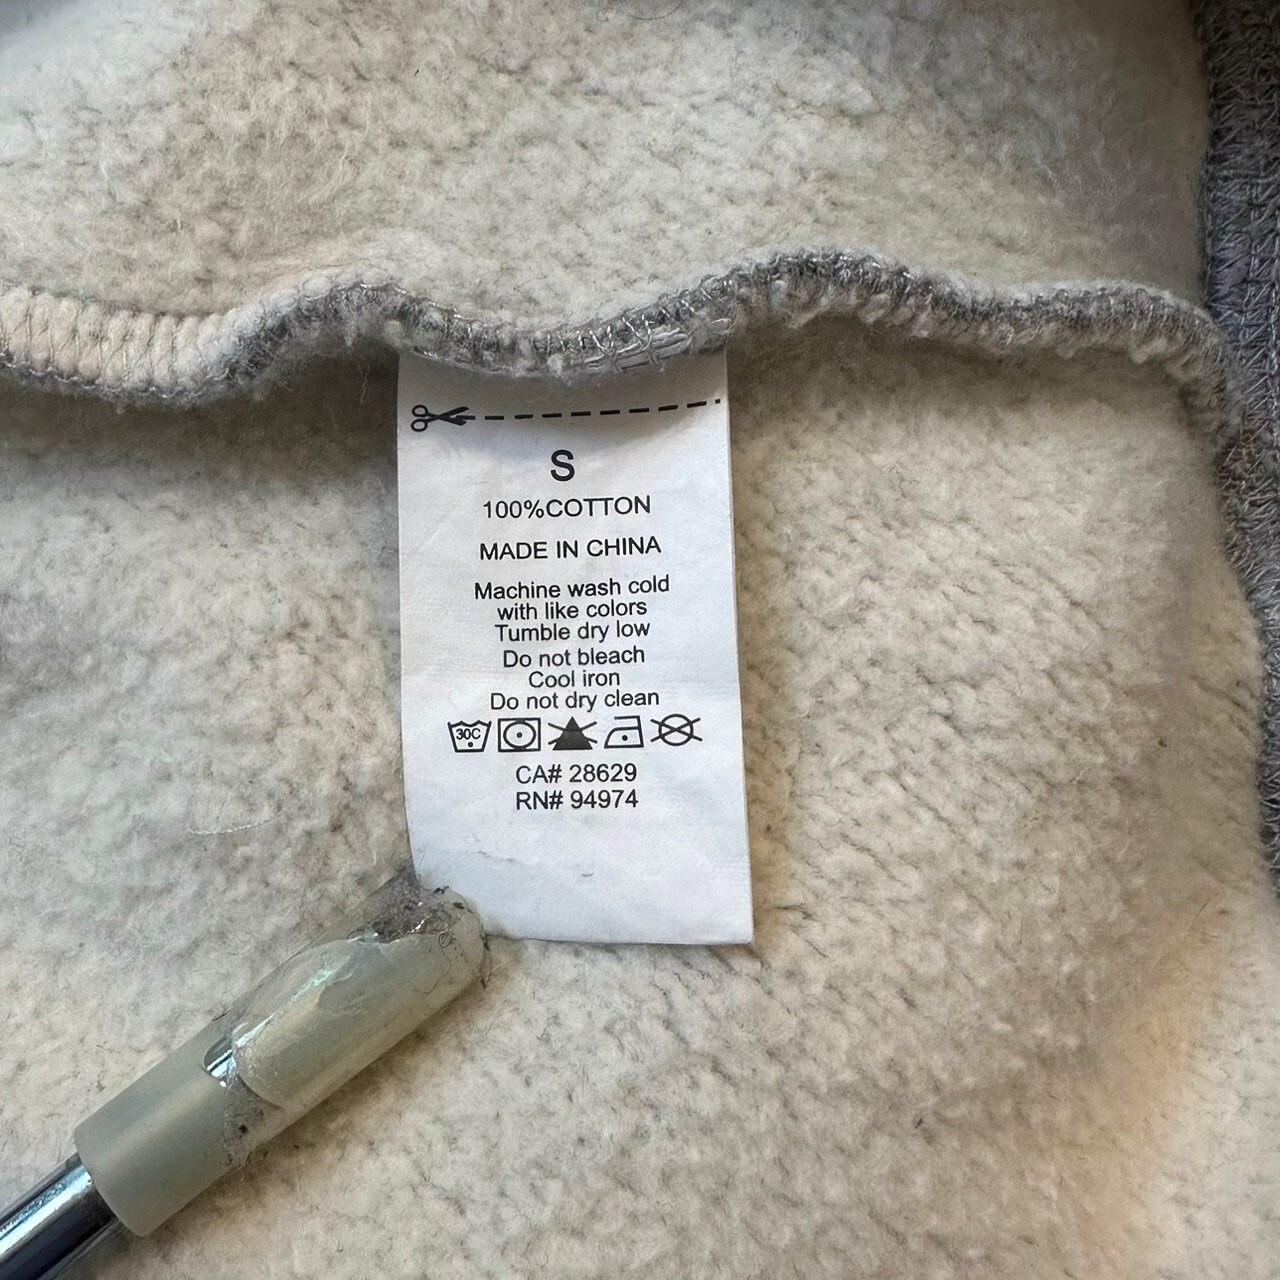 S
100%COTTON
MADE IN CHINA
Machine wash cold
with like colors
Tumble dry low
Do not bleach
Cool iron
Do not dry clean
30C
CA# 28629
RN# 94974